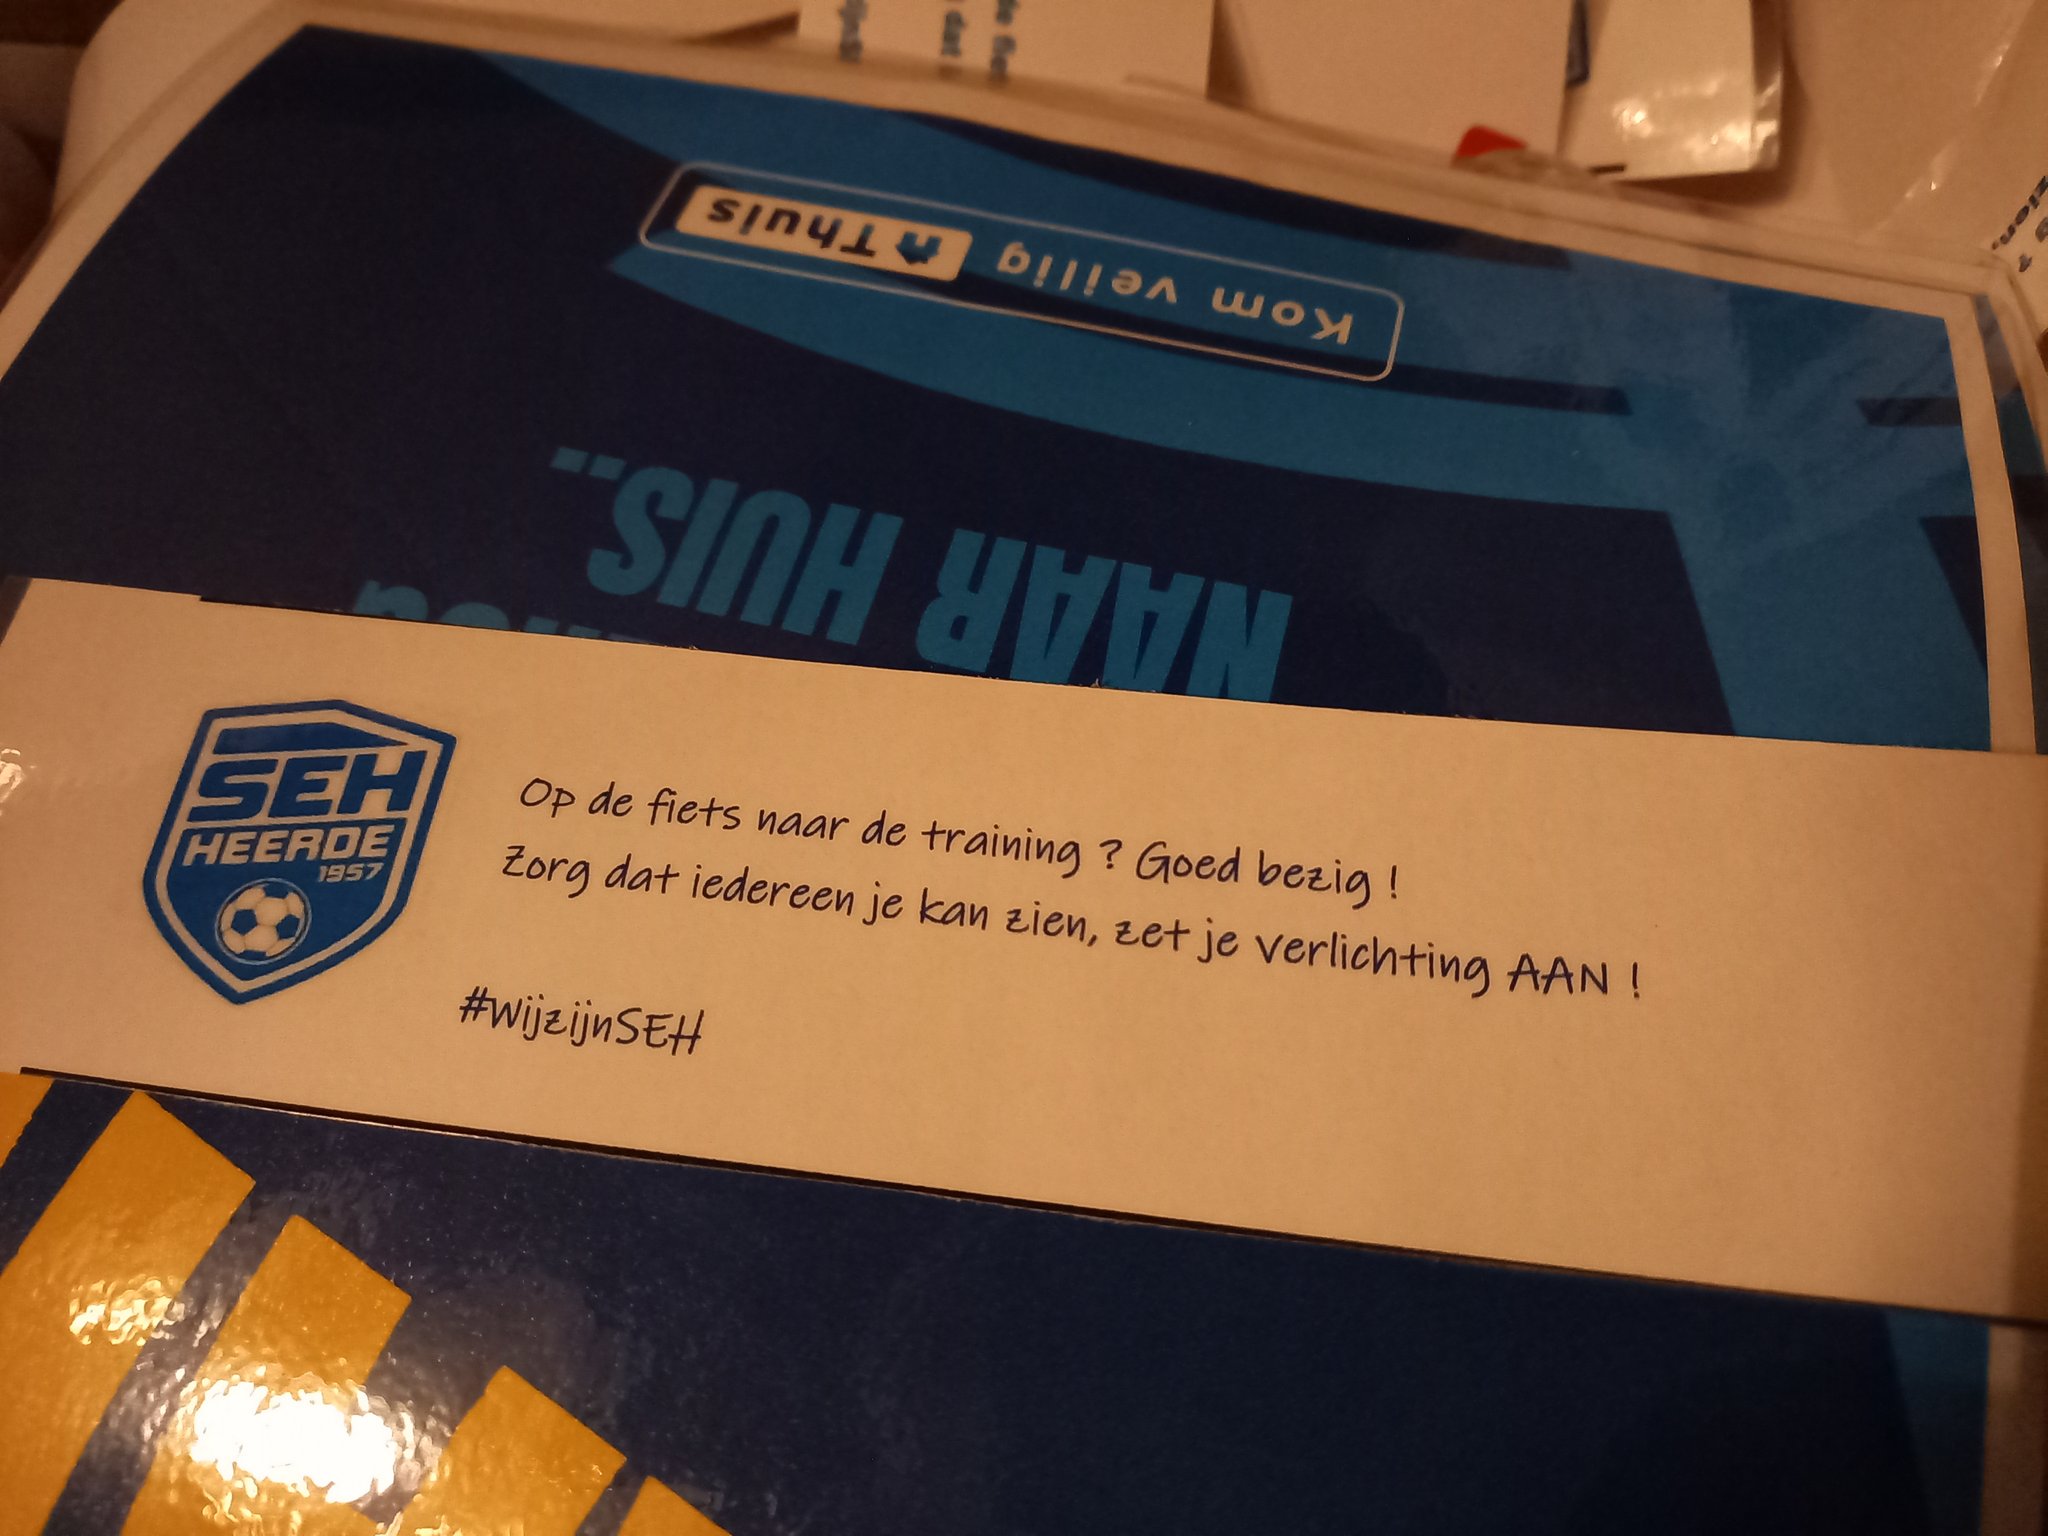 Kom veilig Thuis
NAAR HUIS..
SEH
HEERDE
1957
Op de fiets naar de training ? Goed bezig !
Zorg dat iedereen je kan zien, zet je verlichting AAN !
#WijzijnSEH